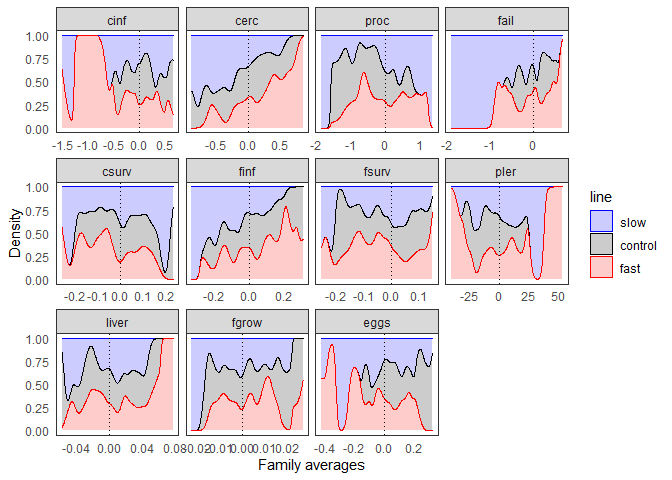 cinf cerc proc fail
1.00
0.75
0.50
0.25
0.00
-1.5 -1.0 -0.5 0.0 0.5 -0.5 0.0 0.5 -2 -1 0 1 -2 -1 0
csurv finf fsurv pler
1.00
0.75
0.50
0.25
0.00
-0.2 -0.1 0.0 0.1 0.2 -0.2 0.0 0.2 -0.2 -0.1 0.0 0.1 -25 0 25 50
liver fgrow eggs
1.00
0.75
0.50
0.25
0.00
-0.04 0.00 0.04 0.08 -0.02 -0.01 0.00 0.01 0.02 -0.4 -0.2 0.0 0.2
Density
Family averages
line
slow
control
fast